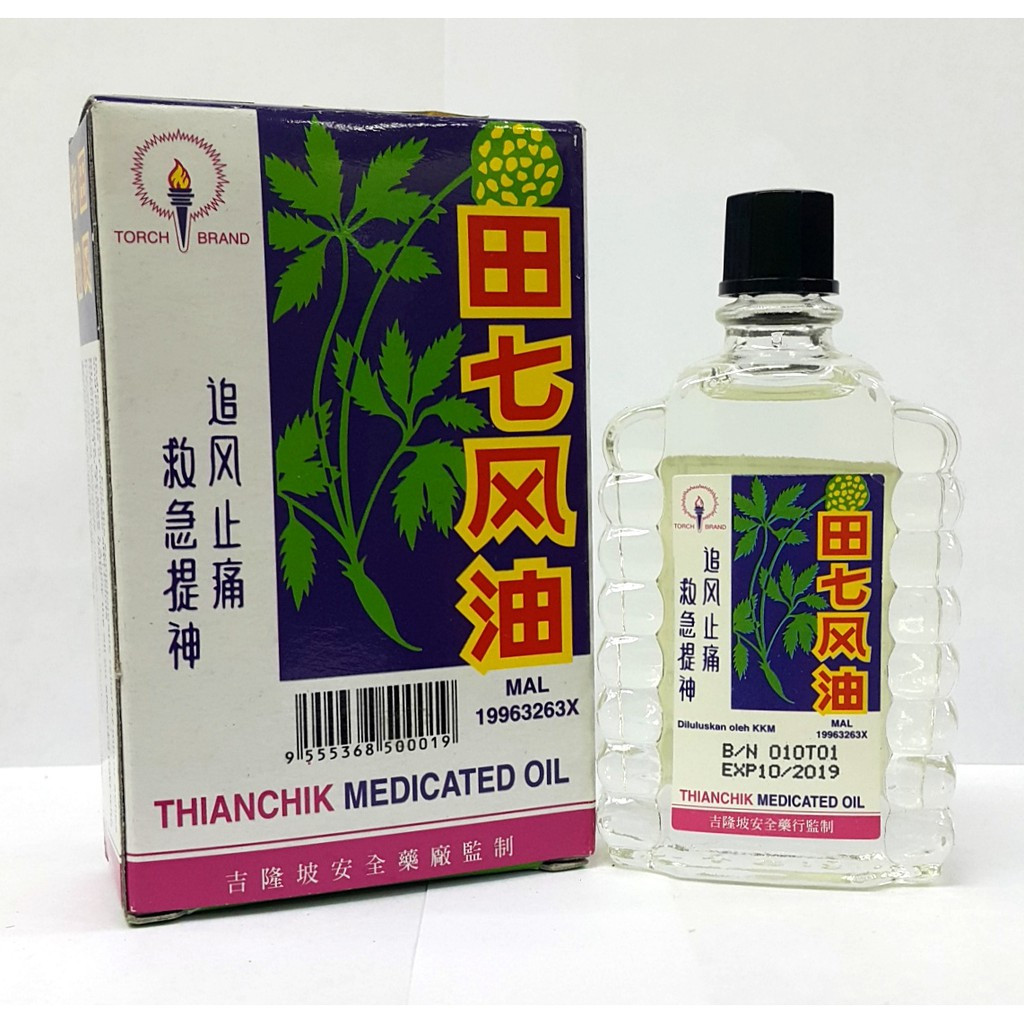 TORCH BRAND
田七风油
追风止痛
救急提神
MAL
19963263X
9 555368 500019
THIANCHIK MEDICATED OIL
吉隆坡安全藥廠監制
TORCH BRAND
田七风油
追风止痛
救急提神
Diluluskan oleh KKM
MAL
19963263X
B/N 010T01
EXP10/2019
THIANCHIK MEDICATED OIL
吉隆坡安全藥行監制